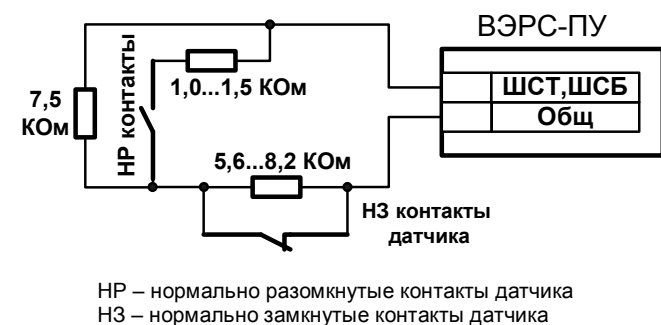 ВЭРС-ПУ
НР контакты
1,0...1,5 КОм
ШСТ,ШСБ
7,5
КОм
Общ
5,6...8,2 КОм
НЗ контакты
датчика
НР – нормально разомкнутые контакты датчика
НЗ – нормально замкнутые контакты датчика